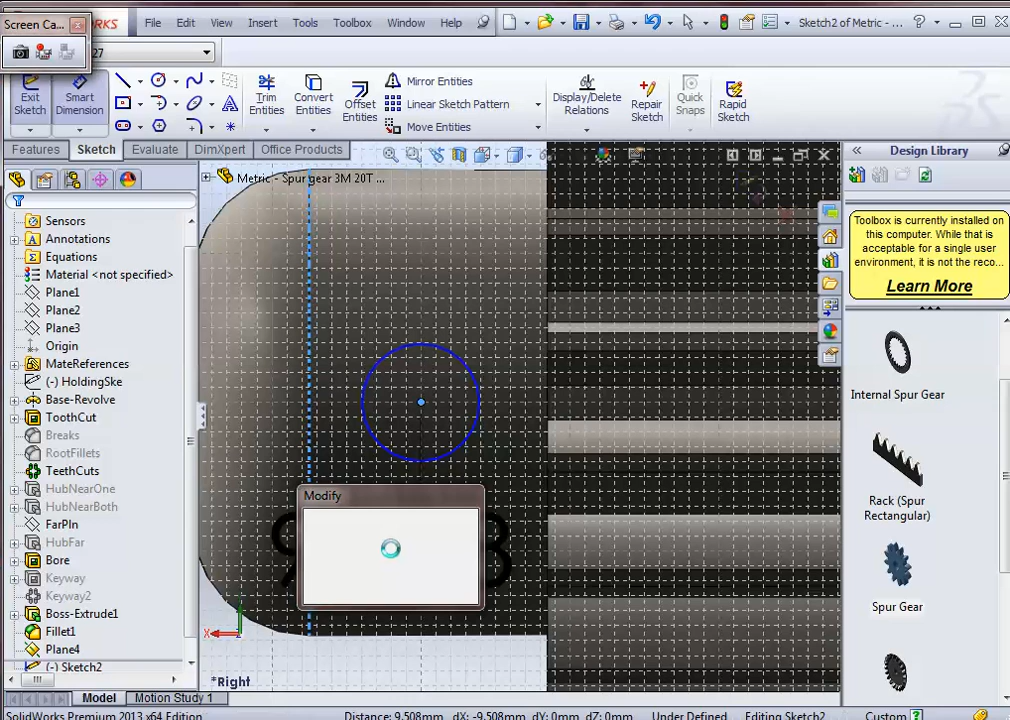 Screen Ca...
RKS
File
Edit
View
Insert
Tools
Toolbox
Window
Help
Sketch2 of Metric - ...
27
Exit Sketch
Smart Dimension
Trim Entities
Convert Entities
Offset Entities
Mirror Entities
Linear Sketch Pattern
Move Entities
Display/Delete Relations
Repair Sketch
Quick Snaps
Rapid Sketch
Features
Sketch
Evaluate
DimXpert
Office Products
Design Library
Metric - Spur gear 3M 20T ...
Sensors
Annotations
Equations
Material <not specified>
Plane1
Plane2
Plane3
Origin
MateReferences
(-) HoldingSke
Base-Revolve
ToothCut
Breaks
RootFillets
TeethCuts
HubNearOne
HubNearBoth
FarPln
HubFar
Bore
Keyway
Keyway2
Boss-Extrude1
Fillet1
Plane4
(-) Sketch2
Modify
X
*Right
Toolbox is currently installed on
this computer. While that is
acceptable for a single user
environment, it is not the reco...
Learn More
Internal Spur Gear
Rack (Spur
Rectangular)
Spur Gear
Model
Motion Study 1
SolidWorks Premium 2013 x64 Edition
Distance: 9.508mm
dX: -9.508mm
dY: 0mm
dZ: 0mm
Under Defined
Editing Sketch2
Custom